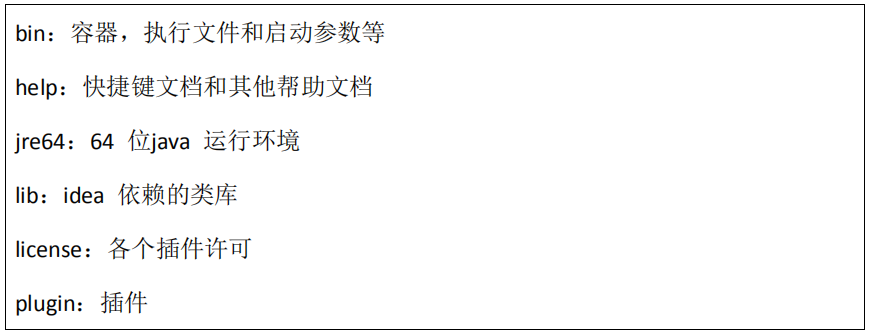 bin：容器，执行文件和启动参数等
help：快捷键文档和其他帮助文档
jre64：64 位java 运行环境
lib：idea 依赖的类库
license：各个插件许可
plugin：插件